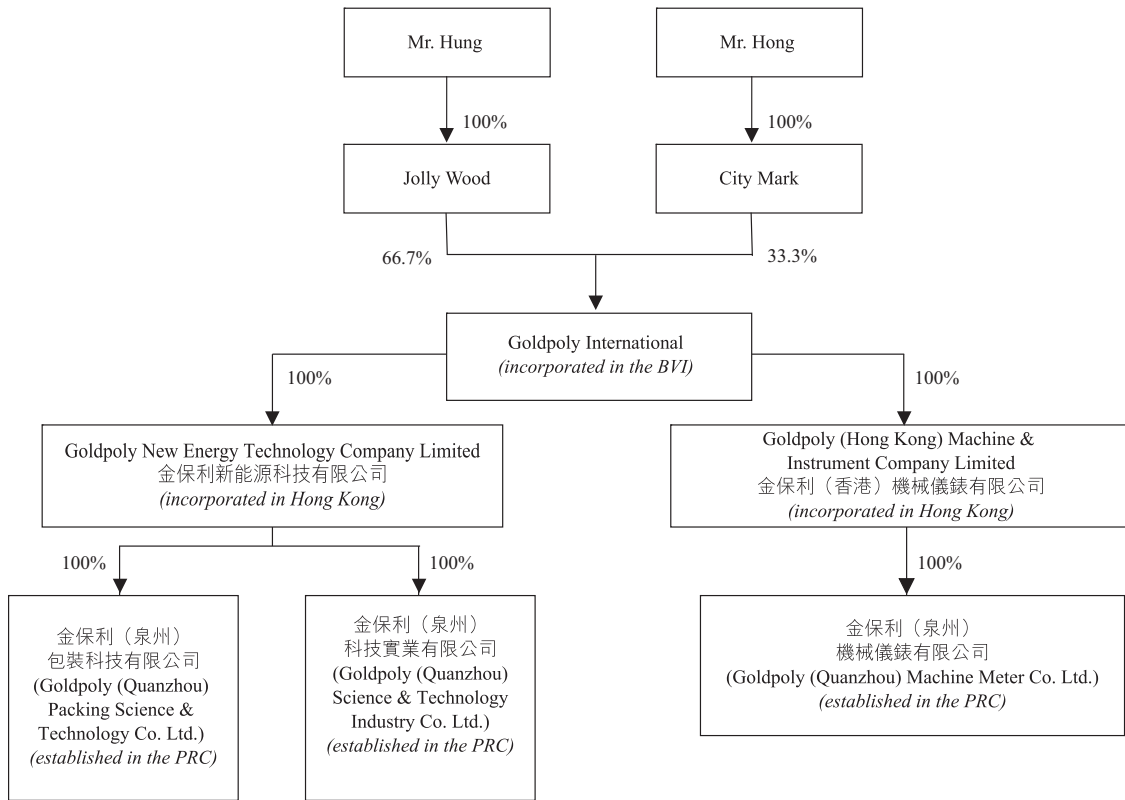 Mr. Hung
Mr. Hong
100%
100%
Jolly Wood
City Mark
66.7%
33.3%
Goldpoly International
(incorporated in the BVI)
100%
100%
Goldpoly New Energy Technology Company Limited
金保利新能源科技有限公司
(incorporated in Hong Kong)
Goldpoly (Hong Kong) Machine &
Instrument Company Limited
金保利（香港）機械儀錶有限公司
(incorporated in Hong Kong)
100%
100%
100%
金保利（泉州）
包裝科技有限公司
(Goldpoly (Quanzhou)
Packing Science &
Technology Co. Ltd.)
(established in the PRC)
金保利（泉州）
科技實業有限公司
(Goldpoly (Quanzhou)
Science & Technology
Industry Co. Ltd.)
(established in the PRC)
金保利（泉州）
機械儀錶有限公司
(Goldpoly (Quanzhou) Machine Meter Co. Ltd.)
(established in the PRC)